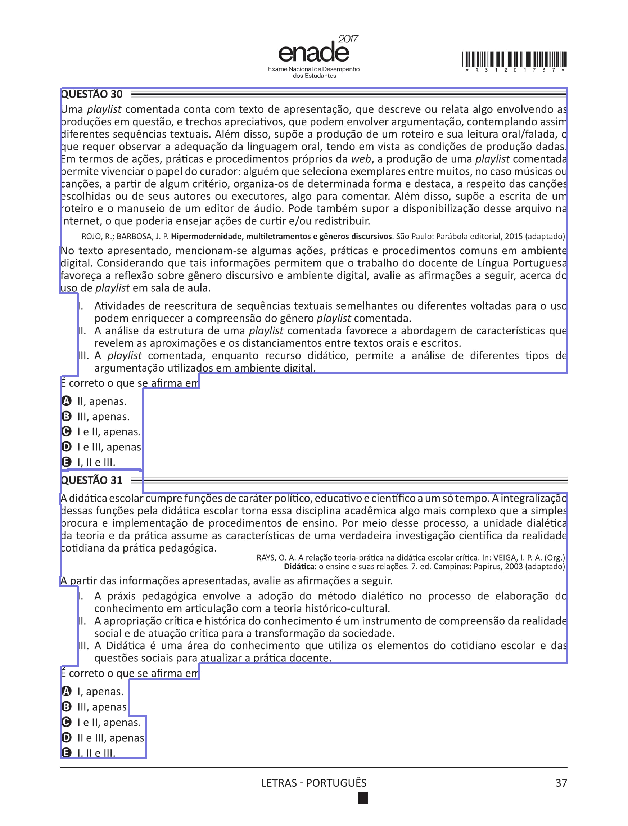 2017
enade
Exame Nacional de Desempenho
dos Estudantes
QUESTÃO 30
Uma playlist comentada conta com texto de apresentação, que descreve ou relata algo envolvendo as
produções em questão, e trechos apreciativos, que podem envolver argumentação, contemplando assim
diferentes sequências textuais. Além disso, supõe a produção de um roteiro e sua leitura oral/falada, o
que requer observar a adequação da linguagem oral, tendo em vista as condições de produção dadas.
Em termos de ações, práticas e procedimentos próprios da web, a produção de uma playlist comentada
permite vivenciar o papel do curador: alguém que seleciona exemplares entre muitos, no caso músicas ou
canções, a partir de algum critério, organiza-os de determinada forma e destaca, a respeito das canções
escolhidas ou de seus autores ou executores, algo para comentar. Além disso, supõe a escrita de um
roteiro e o manuseio de um editor de áudio. Pode também supor a disponibilização desse arquivo na
internet, o que poderia ensejar ações de curtir e/ou redistribuir.
ROJO, R.; BARBOSA, J. P. Hipermodernidade, multiletramentos e gêneros discursivos. São Paulo: Parábola editorial, 2015 (adaptado).
No texto apresentado, mencionam-se algumas ações, práticas e procedimentos comuns em ambiente
digital. Considerando que tais informações permitem que o trabalho do docente de Língua Portuguesa
favoreça a reflexão sobre gênero discursivo e ambiente digital, avalie as afirmações a seguir, acerca do
uso de playlist em sala de aula.
I. Atividades de reescritura de sequências textuais semelhantes ou diferentes voltadas para o uso
podem enriquecer a compreensão do gênero playlist comentada.
II. A análise da estrutura de uma playlist comentada favorece a abordagem de características que
revelem as aproximações e os distanciamentos entre textos orais e escritos.
III. A playlist comentada, enquanto recurso didático, permite a análise de diferentes tipos de
argumentação utilizados em ambiente digital.
É correto o que se afirma em
A II, apenas.
B III, apenas.
C I e II, apenas.
D I e III, apenas
E I, II e III.
QUESTÃO 31
A didática escolar cumpre funções de caráter político, educativo e científico a um só tempo. A integralização
dessas funções pela didática escolar torna essa disciplina acadêmica algo mais complexo que a simples
procura e implementação de procedimentos de ensino. Por meio desse processo, a unidade dialética
da teoria e da prática assume as características de uma verdadeira investigação científica da realidade
cotidiana da prática pedagógica.
RAYS, O. A. A relação teoria-prática na didática escolar crítica. In: VEIGA, I. P. A. (Org.)
Didática: o ensino e suas relações. 7. ed. Campinas: Papirus, 2003 (adaptado)
A partir das informações apresentadas, avalie as afirmações a seguir.
I. A práxis pedagógica envolve a adoção do método dialético no processo de elaboração do
conhecimento em articulação com a teoria histórico-cultural.
II. A apropriação crítica e histórica do conhecimento é um instrumento de compreensão da realidade
social e de atuação crítica para a transformação da sociedade.
III. A Didática é uma área do conhecimento que utiliza os elementos do cotidiano escolar e das
questões sociais para atualizar a prática docente.
É correto o que se afirma em
A I, apenas.
B III, apenas
C I e II, apenas.
D II e III, apenas
E I, II e III.
LETRAS - PORTUGUÊS
37